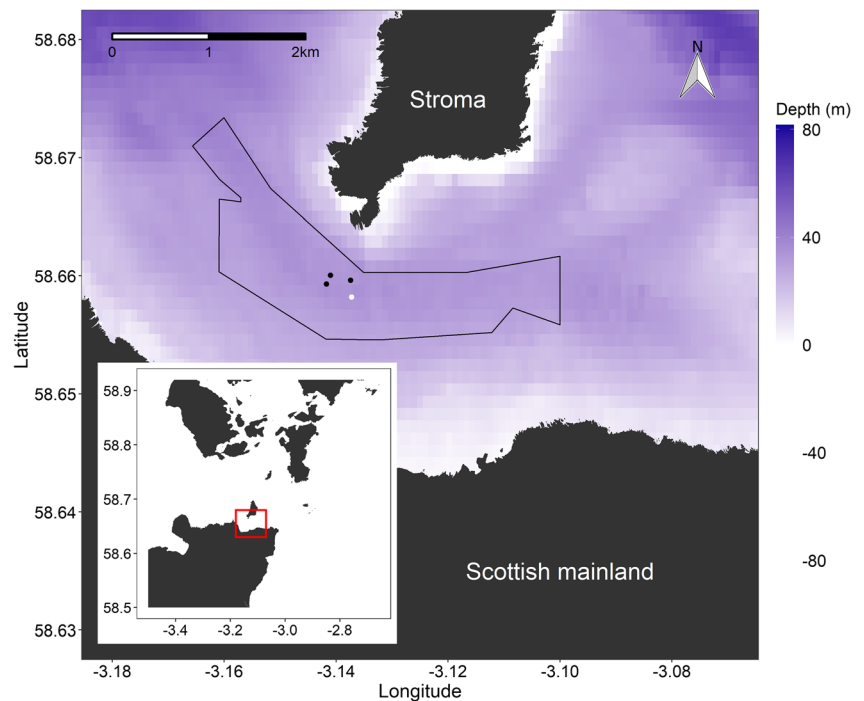 58.68
58.67
58.66
58.65
58.64
58.63
Latitude
0 1 2km
Stroma
N
Depth (m)
80
40
0
-40
-80
58.9
58.8
58.7
58.6
58.5
-3.4 -3.2 -3.0 -2.8
Scottish mainland
-3.18 -3.16 -3.14 -3.12 -3.10 -3.08
Longitude